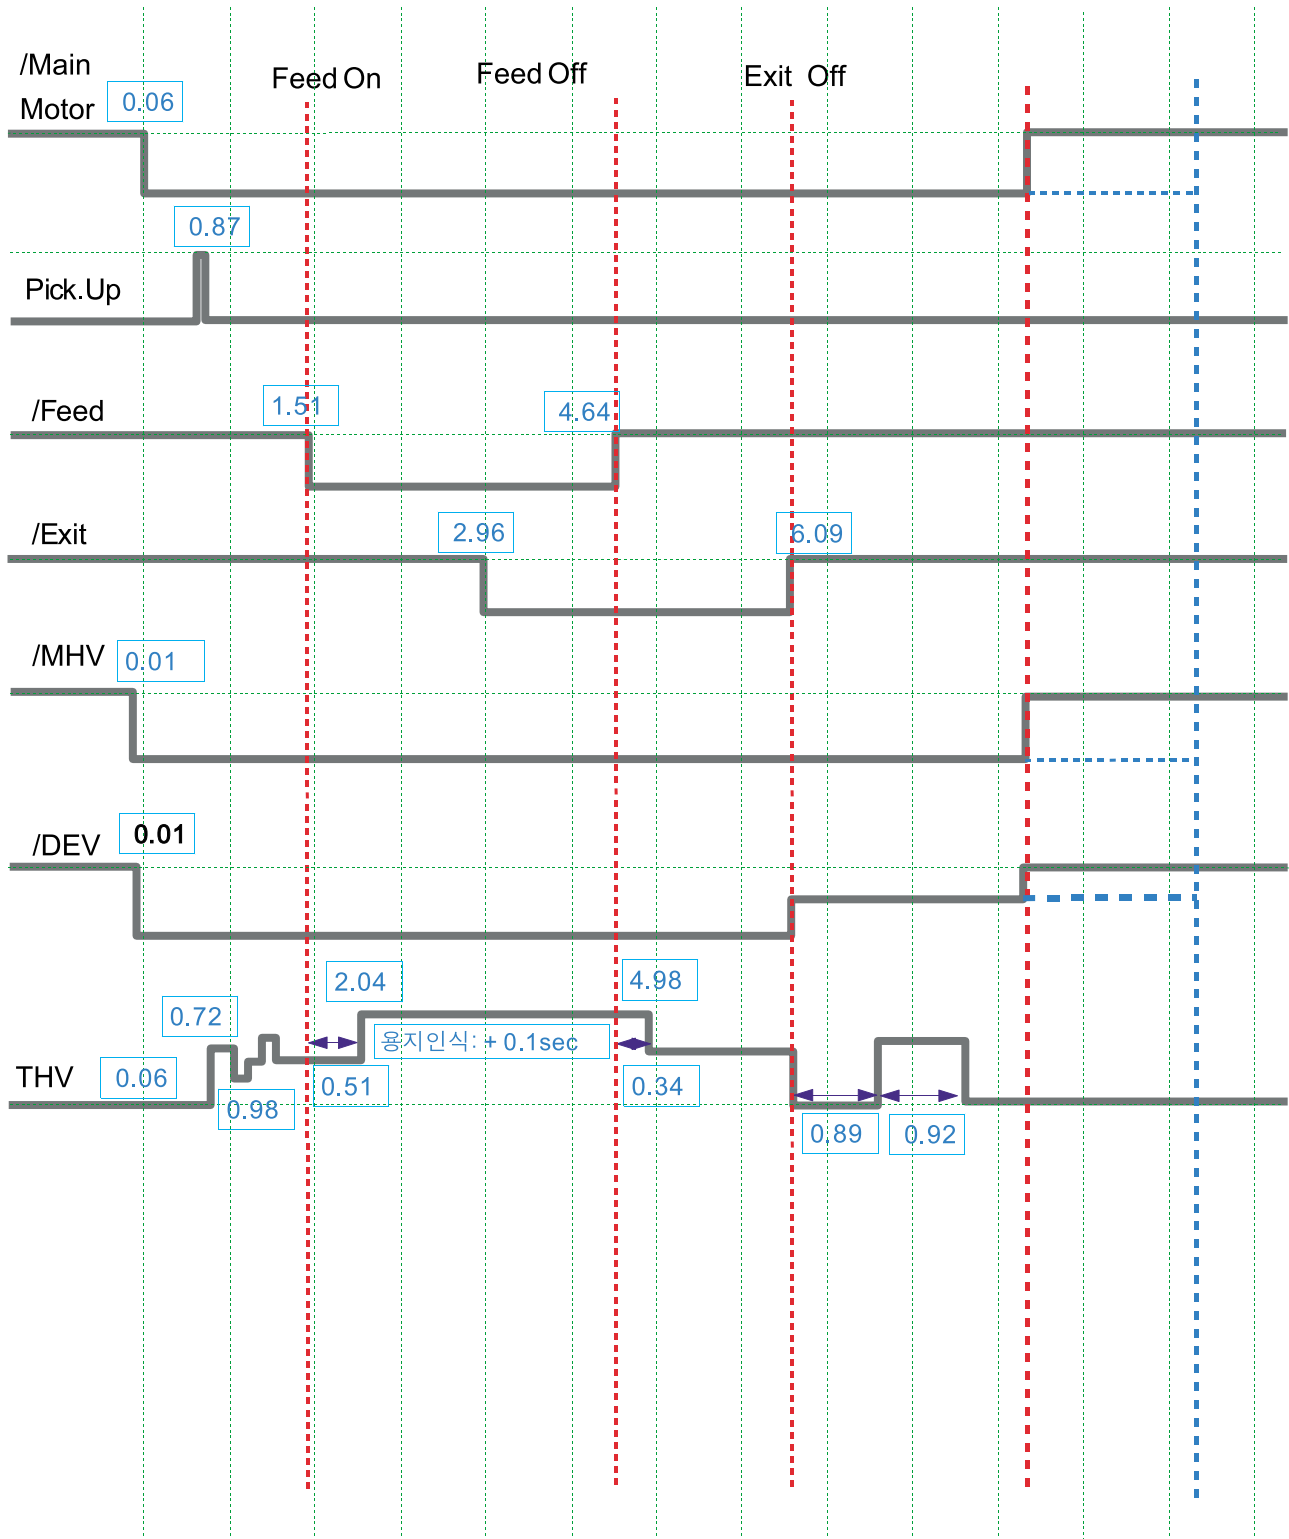 /Main
Motor
0.06
Feed On
Feed Off
Exit Off
0.87
Pick.Up
/Feed
1.51
4.64
/Exit
2.96
6.09
/MHV
0.01
/DEV
0.01
2.04
4.98
0.72
용지인식: + 0.1sec
THV
0.06
0.98
0.51
0.34
0.89
0.92